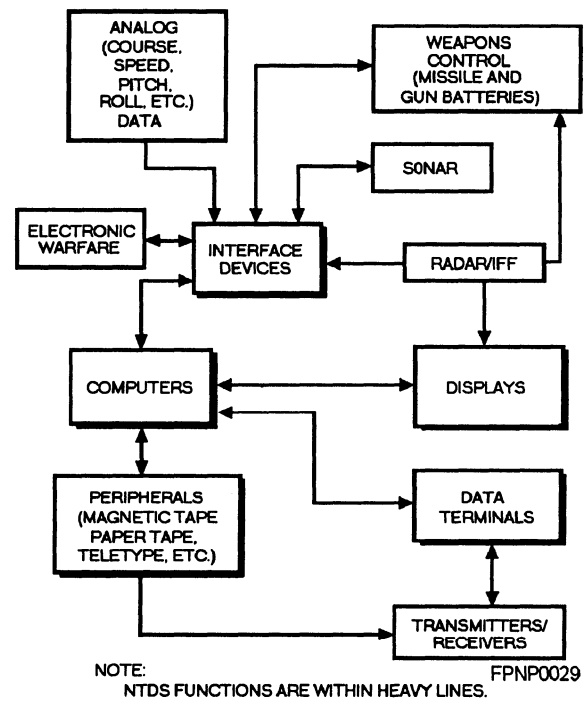 ANALOG
(COURSE,
SPEED,
PITCH,
ROLL, ETC.)
DATA
WEAPONS
CONTROL
(MISSILE AND
GUN BATTERIES)
SONAR
ELECTRONIC
WARFARE
INTERFACE
DEVICES
RADAR/IFF
COMPUTERS
DISPLAYS
PERIPHERALS
(MAGNETIC TAPE
PAPER TAPE,
TELETYPE, ETC.)
DATA
TERMINALS
TRANSMITTERS/
RECEIVERS
NOTE:
FPNP0029
NTDS FUNCTIONS ARE WITHIN HEAVY LINES.